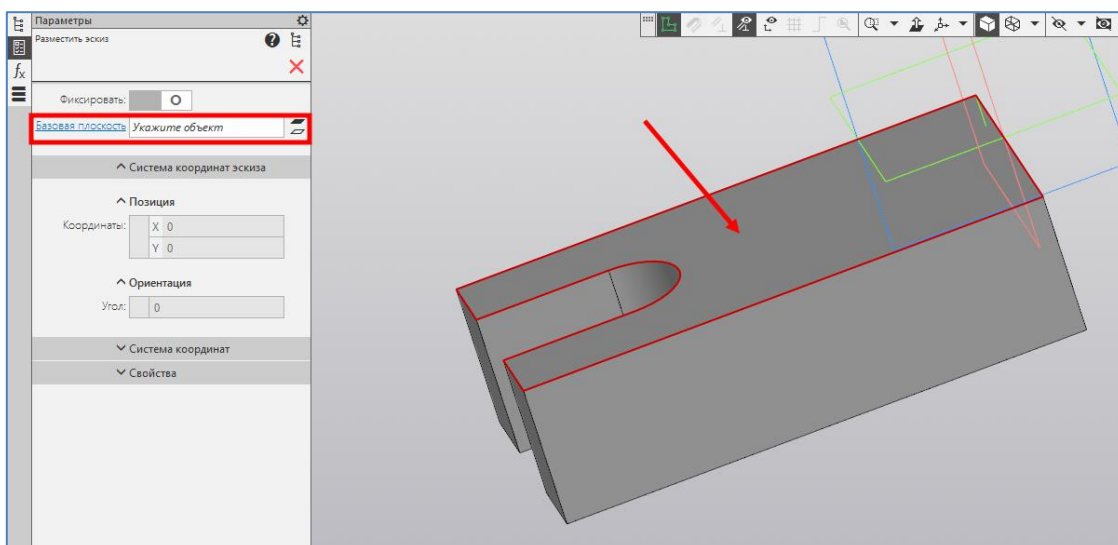 Параметры
Разместить эскиз
Фиксировать:
Базовая плоскость Укажите объект
Система координат эскиза
Позиция
Координаты: X 0
Y 0
Ориентация
Угол: 0
Система координат
Свойства
fx